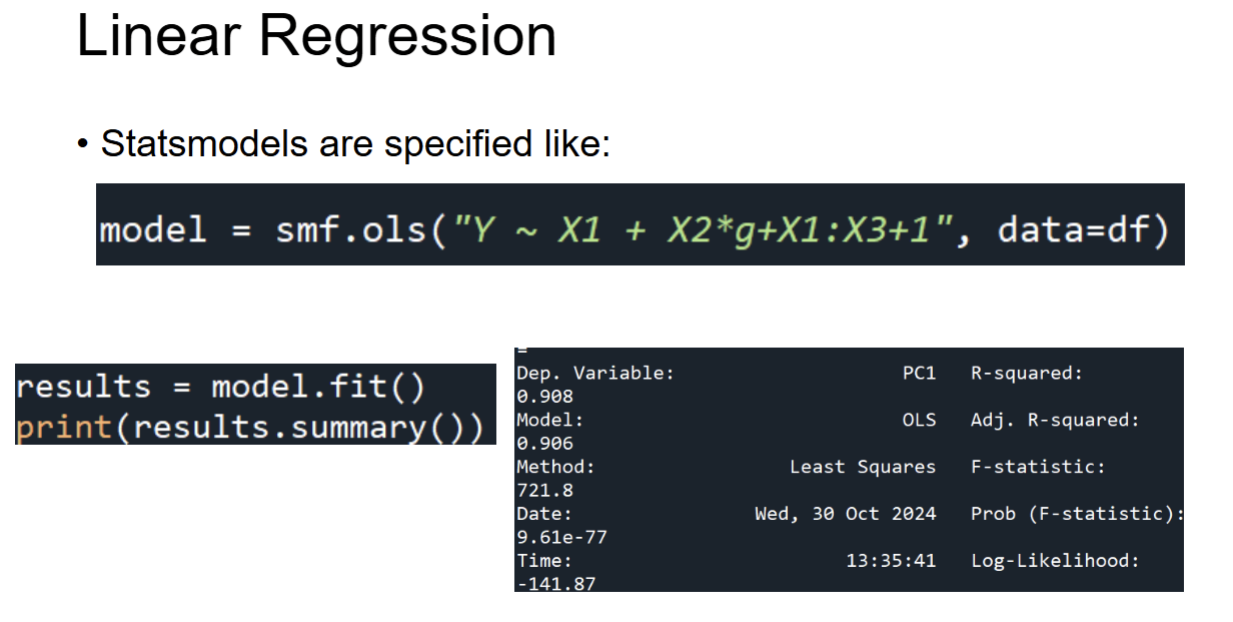 Linear Regression
• Statsmodels are specified like:
model = smf.ols("Y ~ X1 + X2*g+X1:X3+1", data=df)
results = model.fit()
print(results.summary())
=
Dep. Variable: PC1 R-squared:
0.908
Model: OLS Adj. R-squared:
0.906
Method: Least Squares F-statistic:
721.8
Date: Wed, 30 Oct 2024 Prob (F-statistic):
9.61e-77
Time: 13:35:41 Log-Likelihood:
-141.87